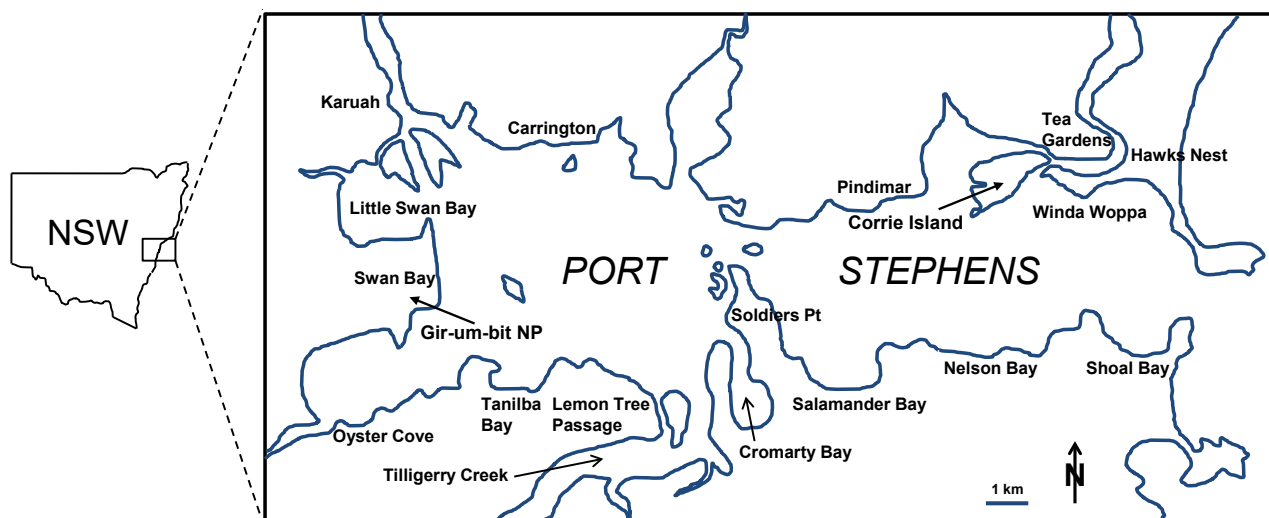 NSW
Karuah
Carrington
Tea
Gardens
Hawks Nest
Pindimar
Little Swan Bay
Corrie Island
Winda Woppa
PORT STEPHENS
Swan Bay
Soldiers Pt
Gir-um-bit NP
Nelson Bay
Shoal Bay
Tanilba
Bay
Lemon Tree
Passage
Salamander Bay
Oyster Cove
Cromarty Bay
Tilligerry Creek
N
1 km